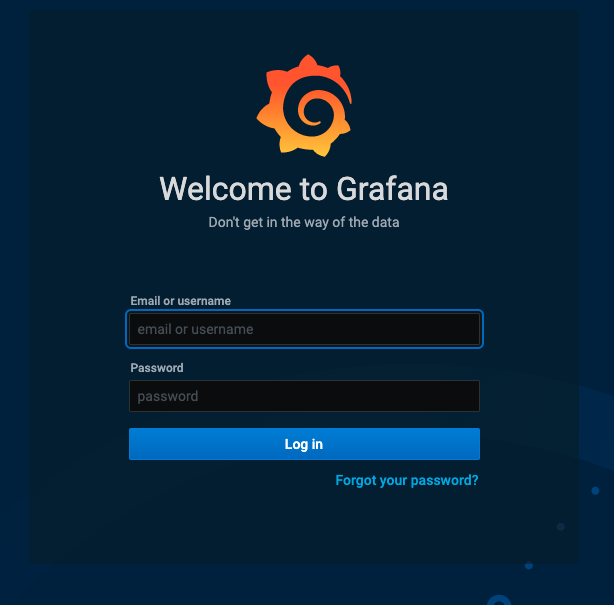 Welcome to Grafana
Don't get in the way of the data
Email or username
email or username
Password
password
Log in
Forgot your password?